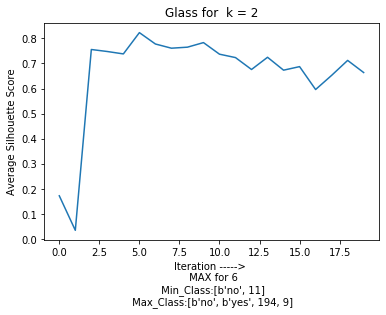 Glass for  k = 2
Average Silhouette Score
0.8
0.7
0.6
0.5
0.4
0.3
0.2
0.1
0.0
0.0 2.5 5.0 7.5 10.0 12.5 15.0 17.5
Iteration ----->
MAX for 6
Min_Class:[b'no', 11]
Max_Class:[b'no', b'yes', 194, 9]